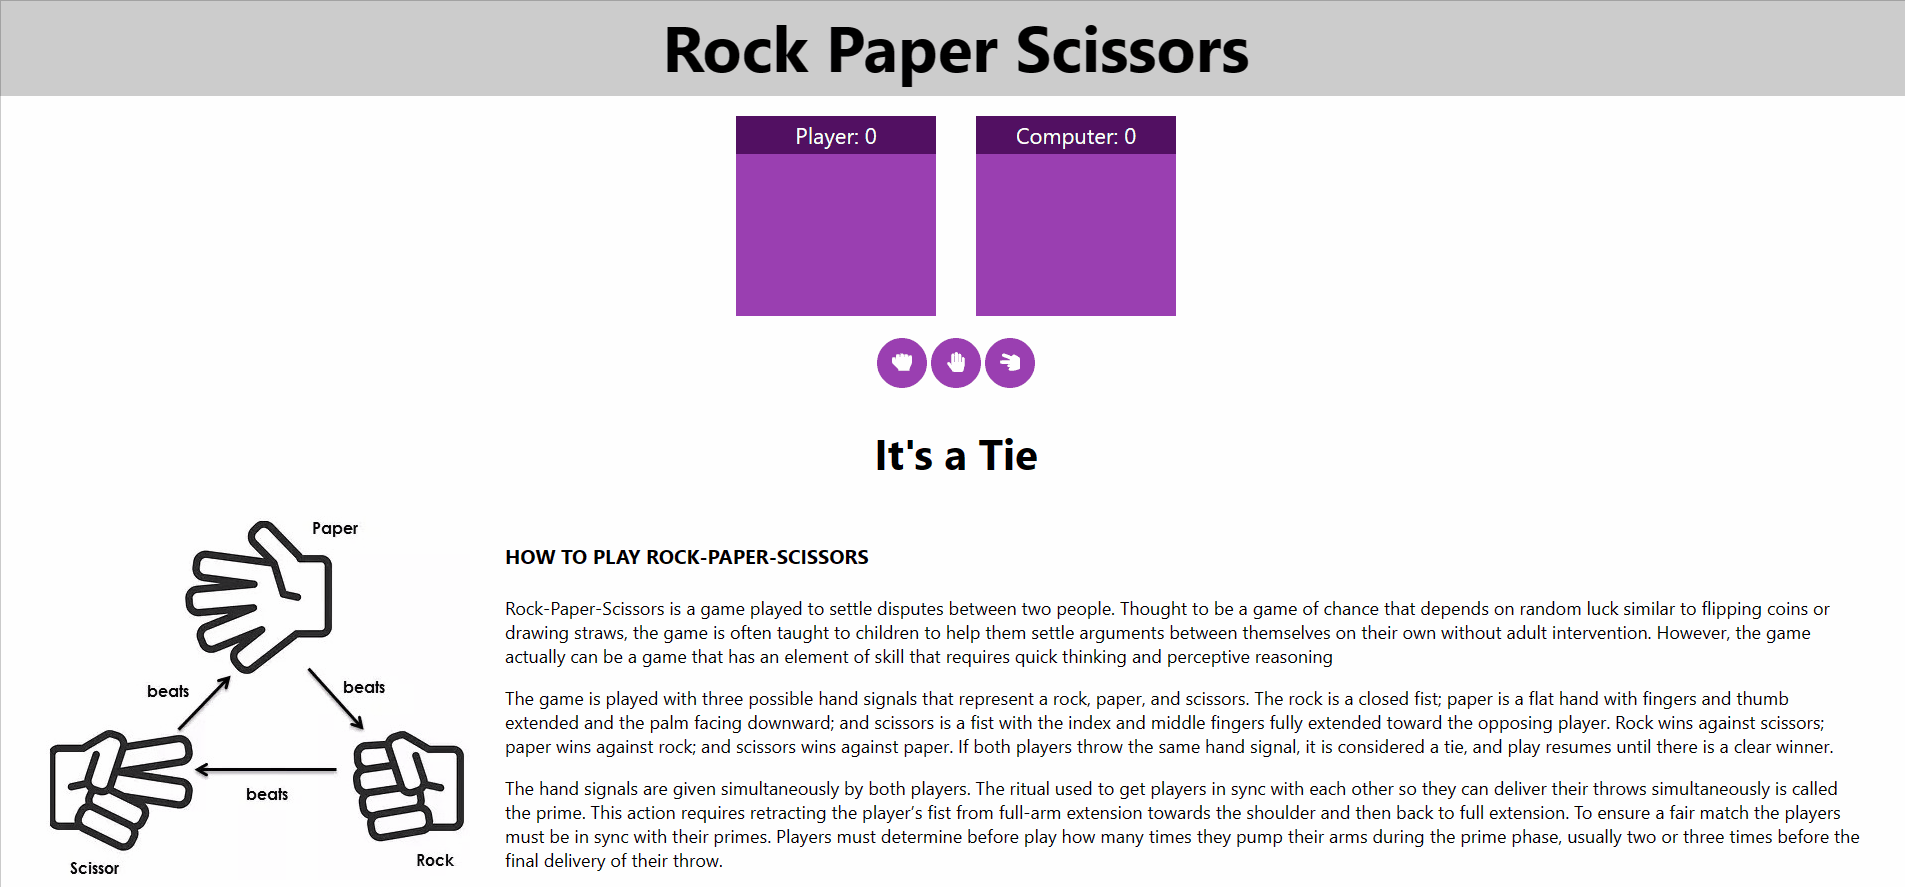 Rock Paper Scissors
Player: 0
Computer: 0
It's a Tie
Paper
beats
beats
beats
Scissor
Rock
HOW TO PLAY ROCK-PAPER-SCISSORS
Rock-Paper-Scissors is a game played to settle disputes between two people. Thought to be a game of chance that depends on random luck similar to flipping coins or
drawing straws, the game is often taught to children to help them settle arguments between themselves on their own without adult intervention. However, the game
actually can be a game that has an element of skill that requires quick thinking and perceptive reasoning
The game is played with three possible hand signals that represent a rock, paper, and scissors. The rock is a closed fist; paper is a flat hand with fingers and thumb
extended and the palm facing downward; and scissors is a fist with the index and middle fingers fully extended toward the opposing player. Rock wins against scissors;
paper wins against rock; and scissors wins against paper. If both players throw the same hand signal, it is considered a tie, and play resumes until there is a clear winner.
The hand signals are given simultaneously by both players. The ritual used to get players in sync with each other so they can deliver their throws simultaneously is called
the prime. This action requires retracting the player’s fist from full-arm extension towards the shoulder and then back to full extension. To ensure a fair match the players
must be in sync with their primes. Players must determine before play how many times they pump their arms during the prime phase, usually two or three times before the
final delivery of their throw.